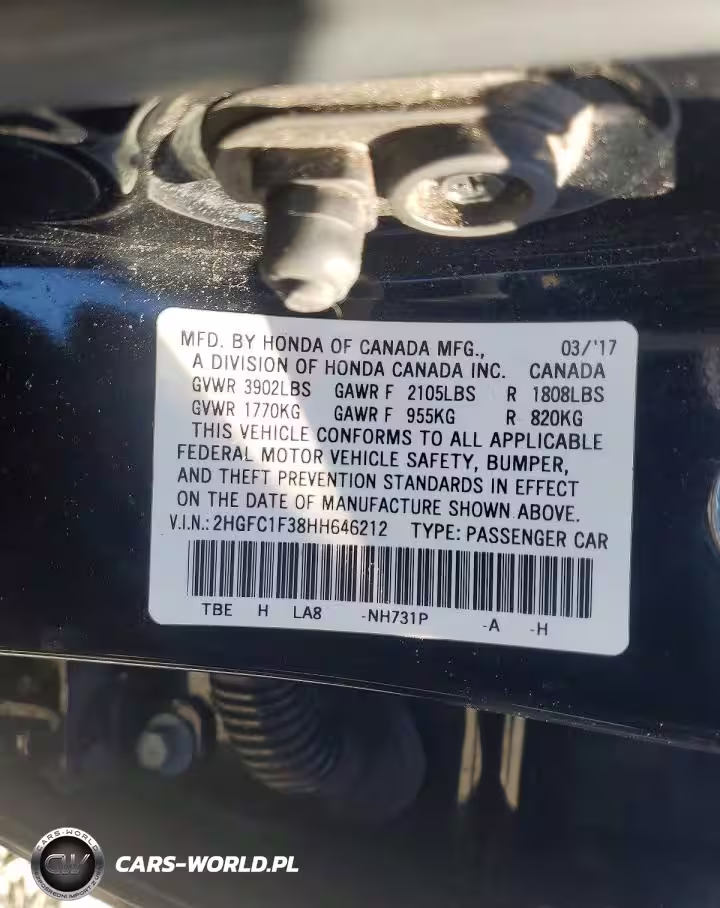 MFD. BY HONDA OF CANADA MFG., 03/'17
A DIVISION OF HONDA CANADA INC. CANADA
GVWR 3902LBS GAWR F 2105LBS R 1808LBS
GVWR 1770KG GAWR F 955KG R 820KG
THIS VEHICLE CONFORMS TO ALL APPLICABLE
FEDERAL MOTOR VEHICLE SAFETY, BUMPER,
AND THEFT PREVENTION STANDARDS IN EFFECT
ON THE DATE OF MANUFACTURE SHOWN ABOVE.
V.I.N.: 2HGFC1F38HH646212 TYPE: PASSENGER CAR
TBE H LA8 -NH731P -A -H
CARS-WORLD
CW
CARS-WORLD.PL